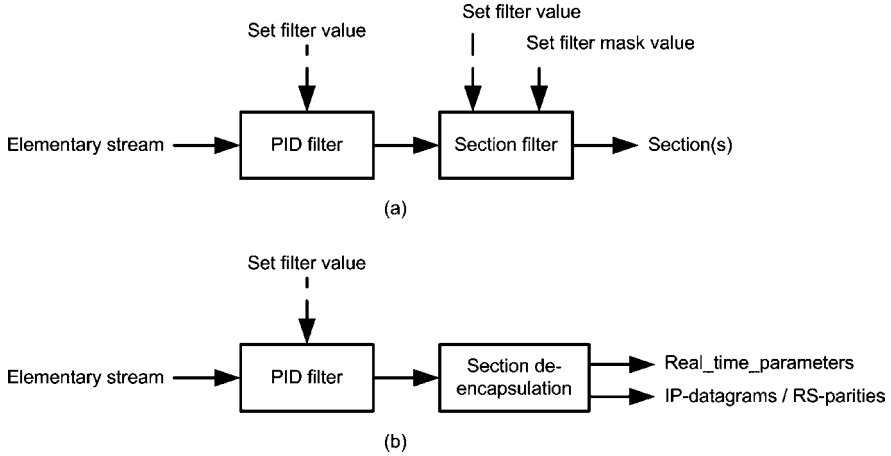 Set filter value
Set filter value
Set filter mask value
Elementary stream
PID filter
Section filter
Section(s)
(a)
Set filter value
Elementary stream
PID filter
Section de-
encapsulation
Real_time_parameters
IP-datagrams / RS-parities
(b)